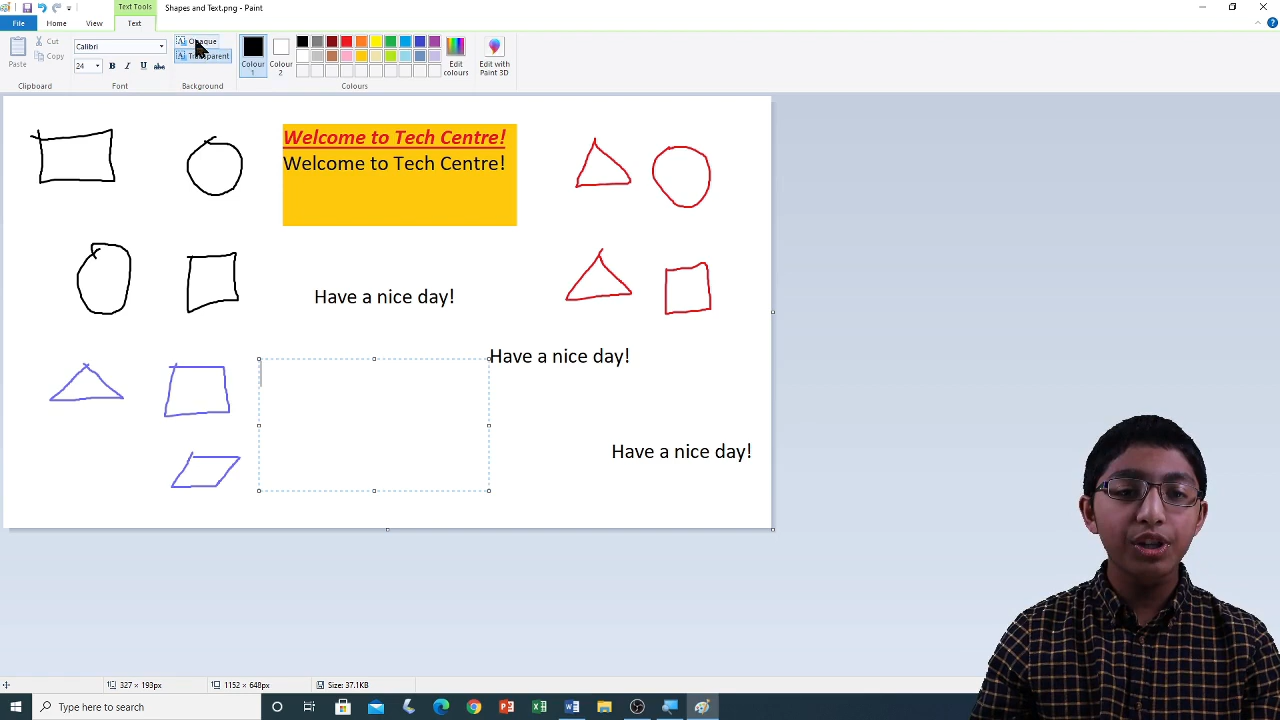 Text Tools
Shapes and Text.png - Paint
File
Home
View
Text
Paste
Cut
Copy
Clipboard
Calibri
24
B
I
U
abc
Font
Opaque
Transparent
Background
Colour 1
Colour 2
Edit colours
Edit with Paint 3D
Colours
Welcome to Tech Centre!
Welcome to Tech Centre!
Have a nice day!
Have a nice day!
Have a nice day!
327 × 193px
1152 × 648px
Size: 37.1KB
Type here to search